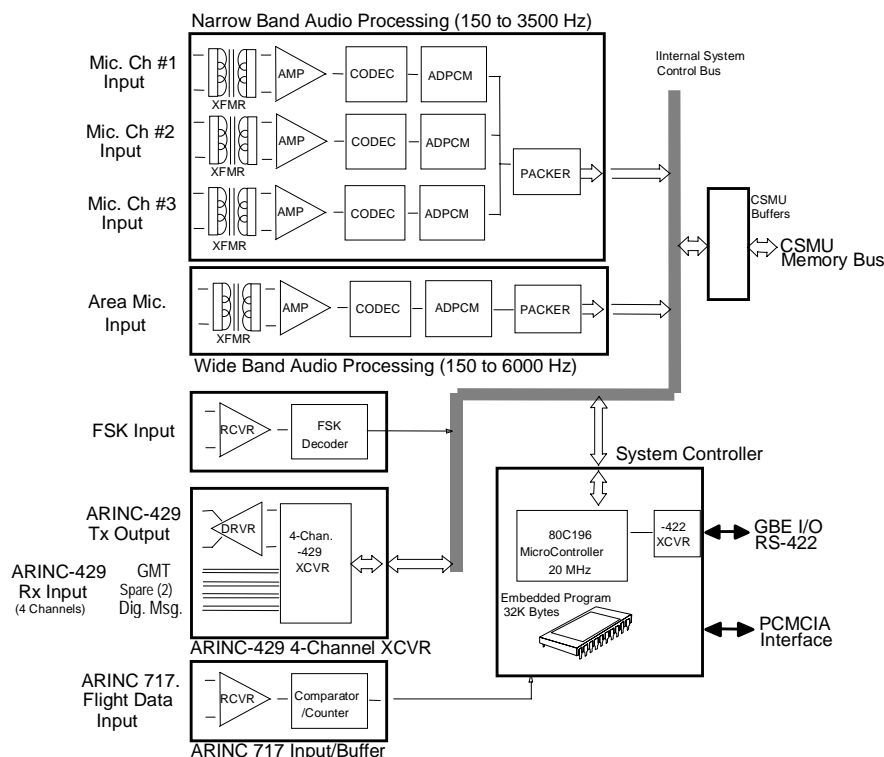 Narrow Band Audio Processing (150 to 3500 Hz)
Mic. Ch #1
Input
XFMR
AMP
CODEC
ADPCM
Mic. Ch #2
Input
XFMR
AMP
CODEC
ADPCM
PACKER
Mic. Ch #3
Input
XFMR
AMP
CODEC
ADPCM
IInternal System
Control Bus
CSMU
Buffers
CSMU
Memory Bus
Area Mic.
Input
XFMR
AMP
CODEC
ADPCM
PACKER
Wide Band Audio Processing (150 to 6000 Hz)
FSK Input
RCVR
FSK
Decoder
System Controller
ARINC-429
Tx Output
DRVR
4-Chan.
-429
XCVR
ARINC-429
Rx Input
(4 Channels)
GMT
Spare (2)
Dig. Msg.
ARINC-429 4-Channel XCVR
80C196
MicroController
20 MHz
-422
XCVR
GBE I/O
RS-422
Embedded Program
32K Bytes
PCMCIA
Interface
ARINC 717.
Flight Data
Input
RCVR
Comparator
/Counter
ARINC 717 Input/Buffer